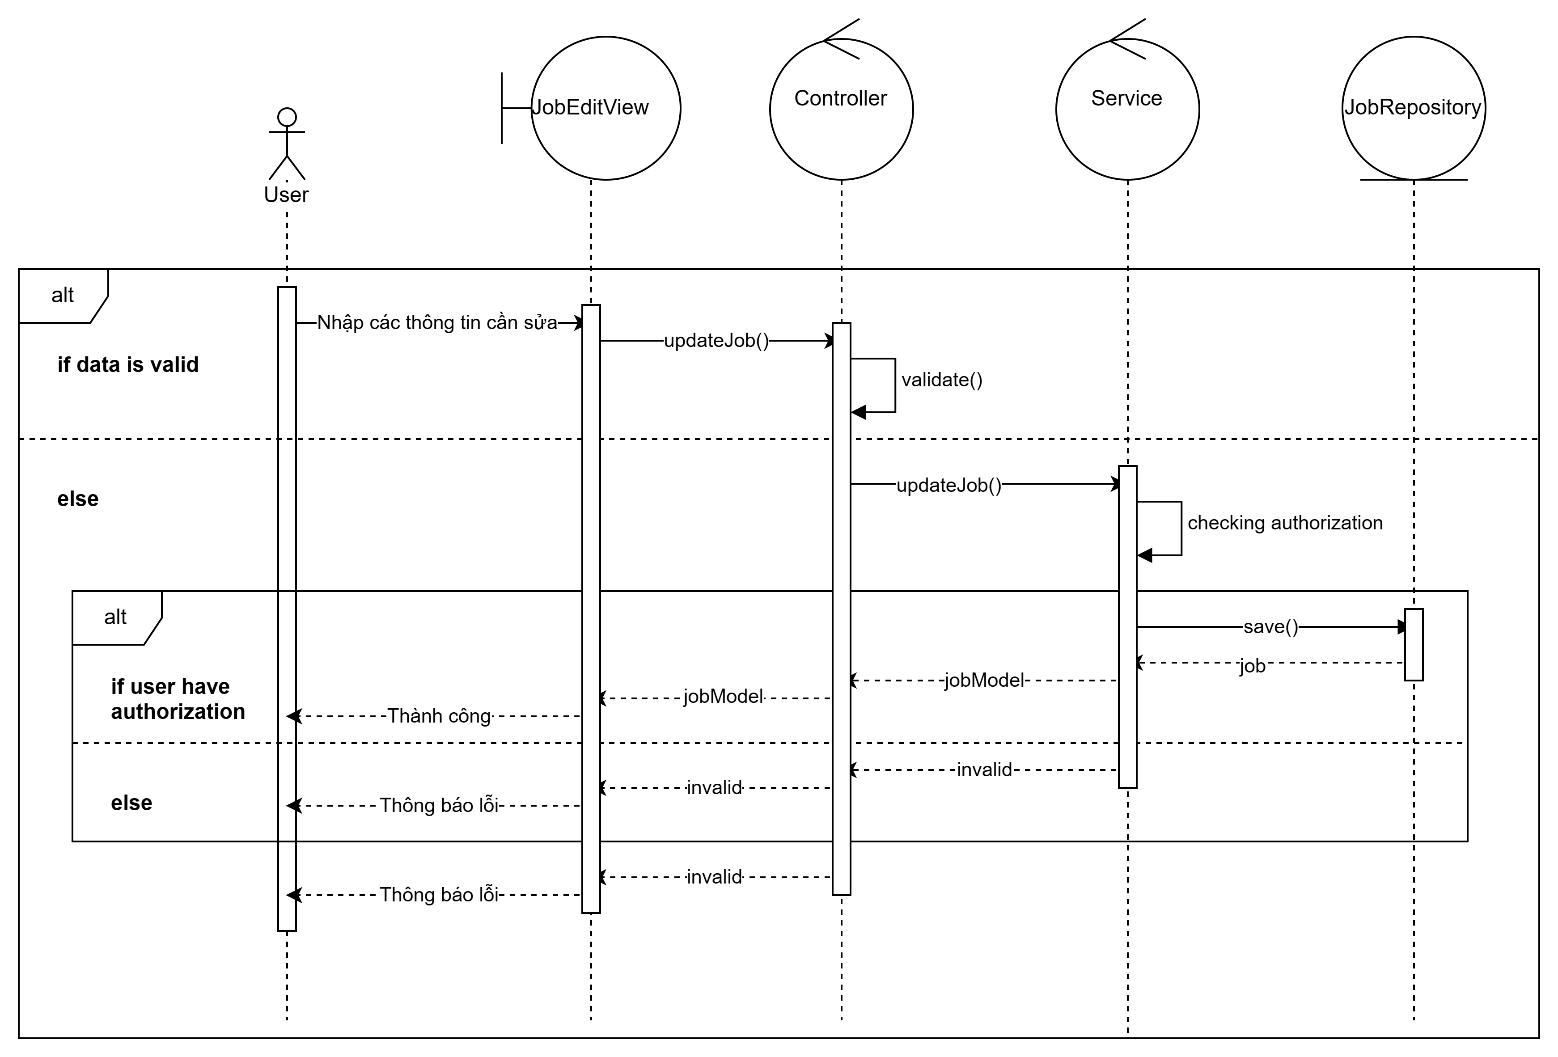 JobEditView
Controller
Service
JobRepository
User
alt
Nhập các thông tin cần sửa
updateJob()
if data is valid
validate()
else
updateJob()
checking authorization
alt
save()
job
if user have
authorization
jobModel
jobModel
Thành công
invalid
invalid
else
Thông báo lỗi
invalid
Thông báo lỗi